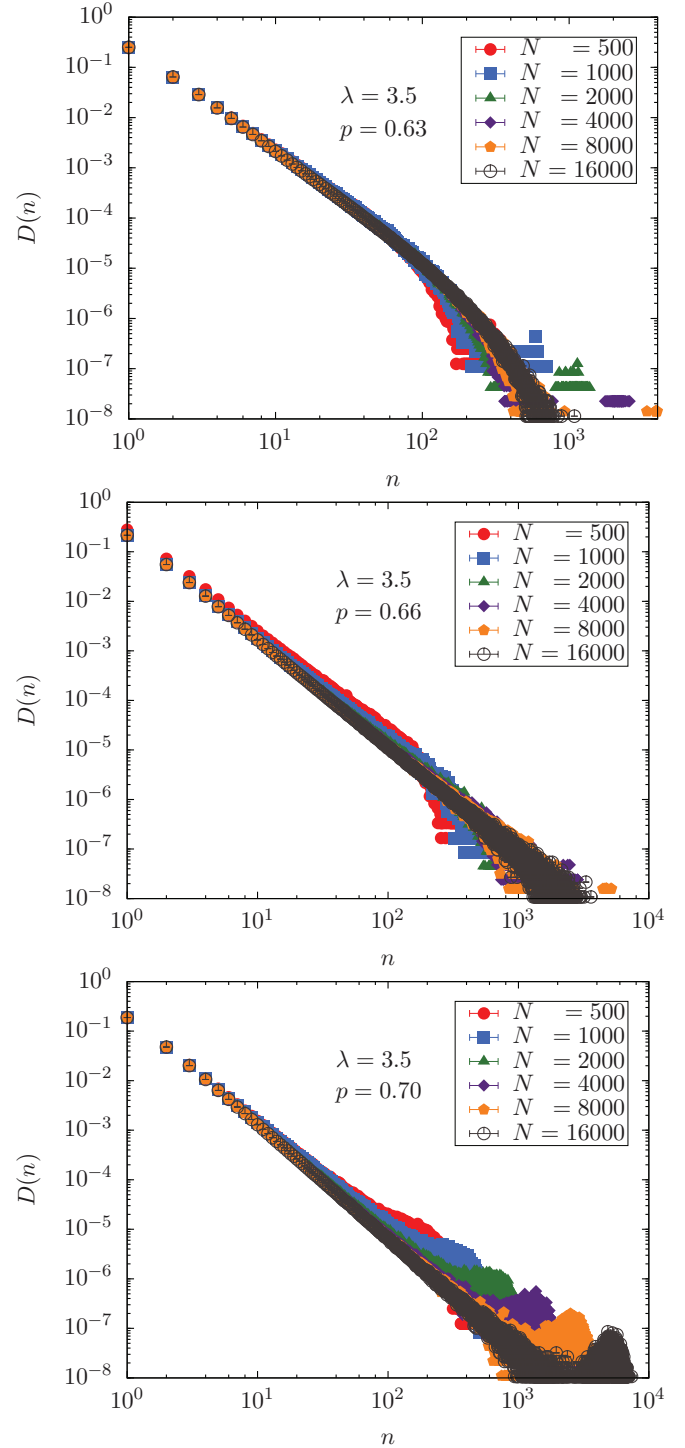 10^0
10^-1
10^-2
10^-3
10^-4
10^-5
10^-6
10^-7
10^-8
D(n)
λ = 3.5
p = 0.63
N = 500
N = 1000
N = 2000
N = 4000
N = 8000
N = 16000
10^0 10^1 10^2 10^3
n
10^0
10^-1
10^-2
10^-3
10^-4
10^-5
10^-6
10^-7
10^-8
D(n)
λ = 3.5
p = 0.66
N = 500
N = 1000
N = 2000
N = 4000
N = 8000
N = 16000
10^0 10^1 10^2 10^3 10^4
n
10^0
10^-1
10^-2
10^-3
10^-4
10^-5
10^-6
10^-7
10^-8
D(n)
λ = 3.5
p = 0.70
N = 500
N = 1000
N = 2000
N = 4000
N = 8000
N = 16000
10^0 10^1 10^2 10^3 10^4
n